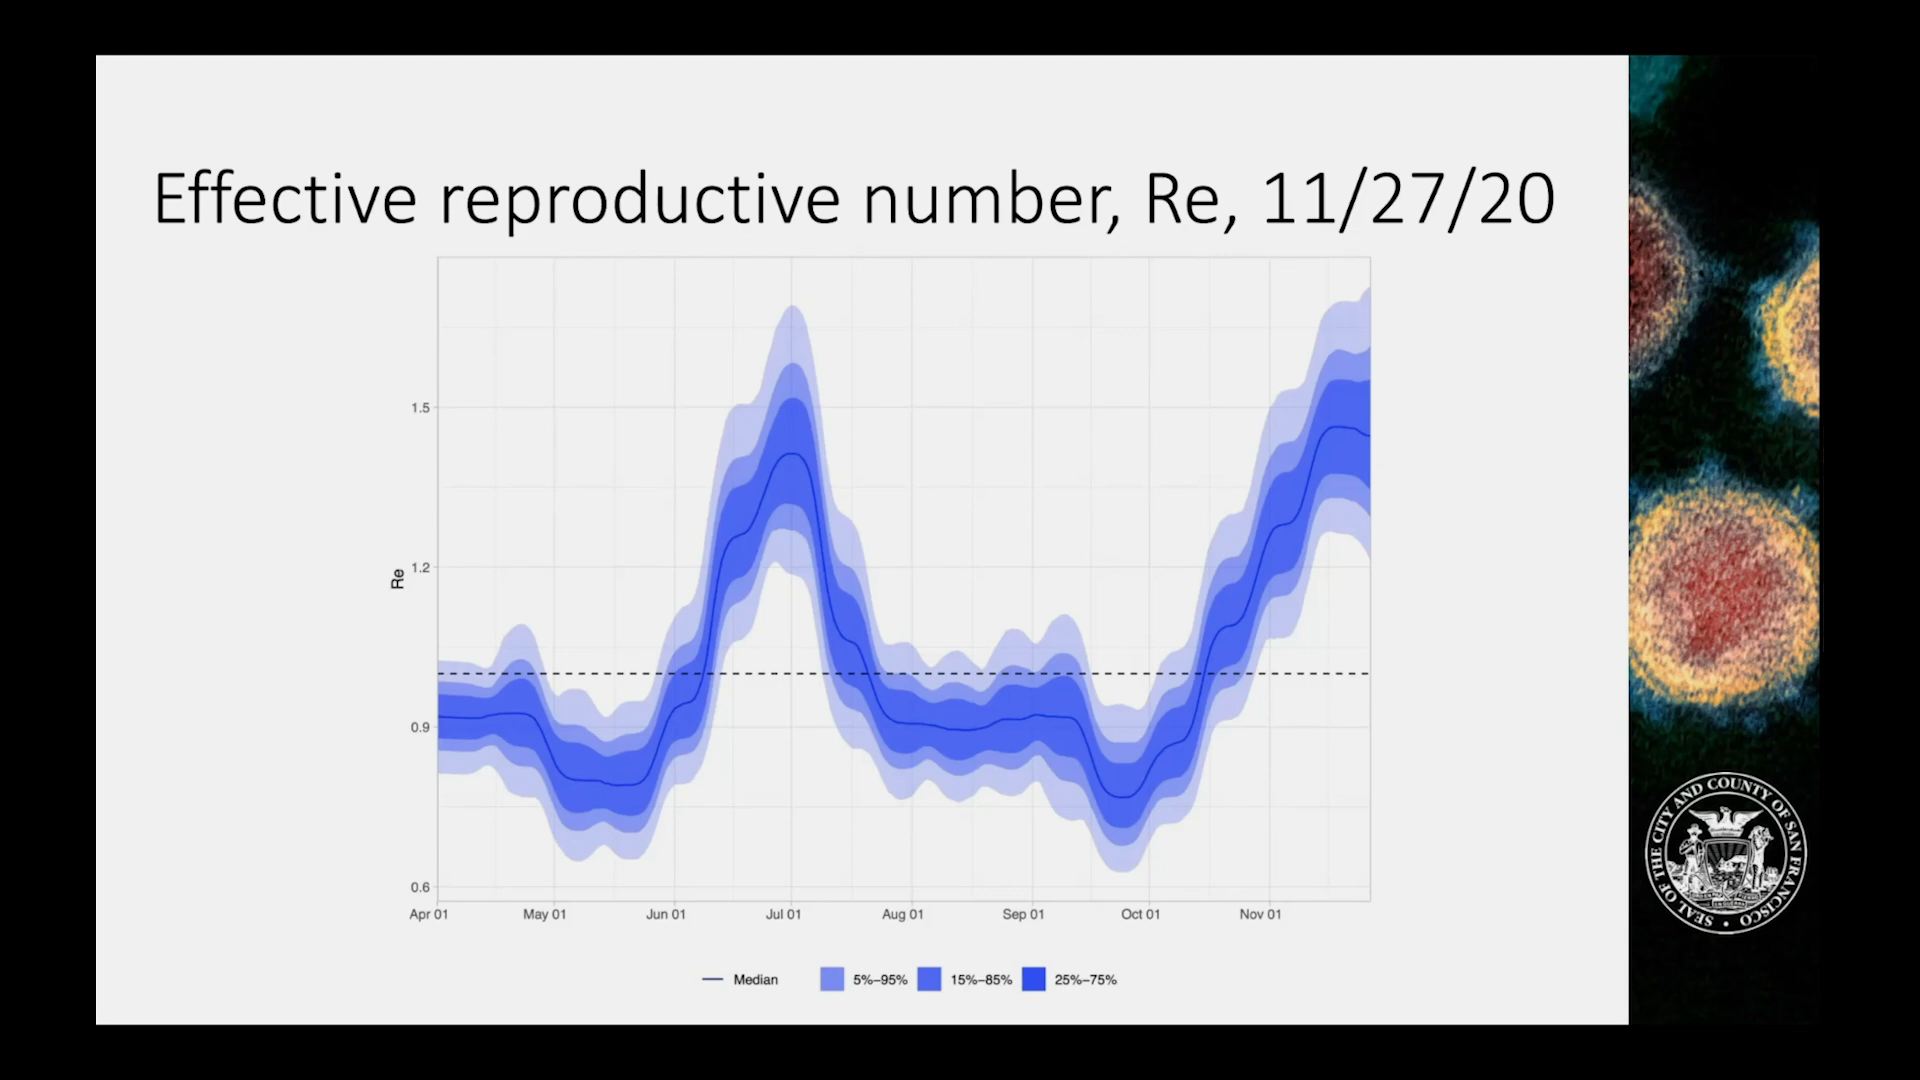 Effective reproductive number, Re, 11/27/20
1.5
1.2
0.9
0.6
Re
Apr 01 May 01 Jun 01 Jul 01 Aug 01 Sep 01 Oct 01 Nov 01
Median 5%–95% 15%–85% 25%–75%
SEAL OF THE CITY AND COUNTY OF SAN FRANCISCO